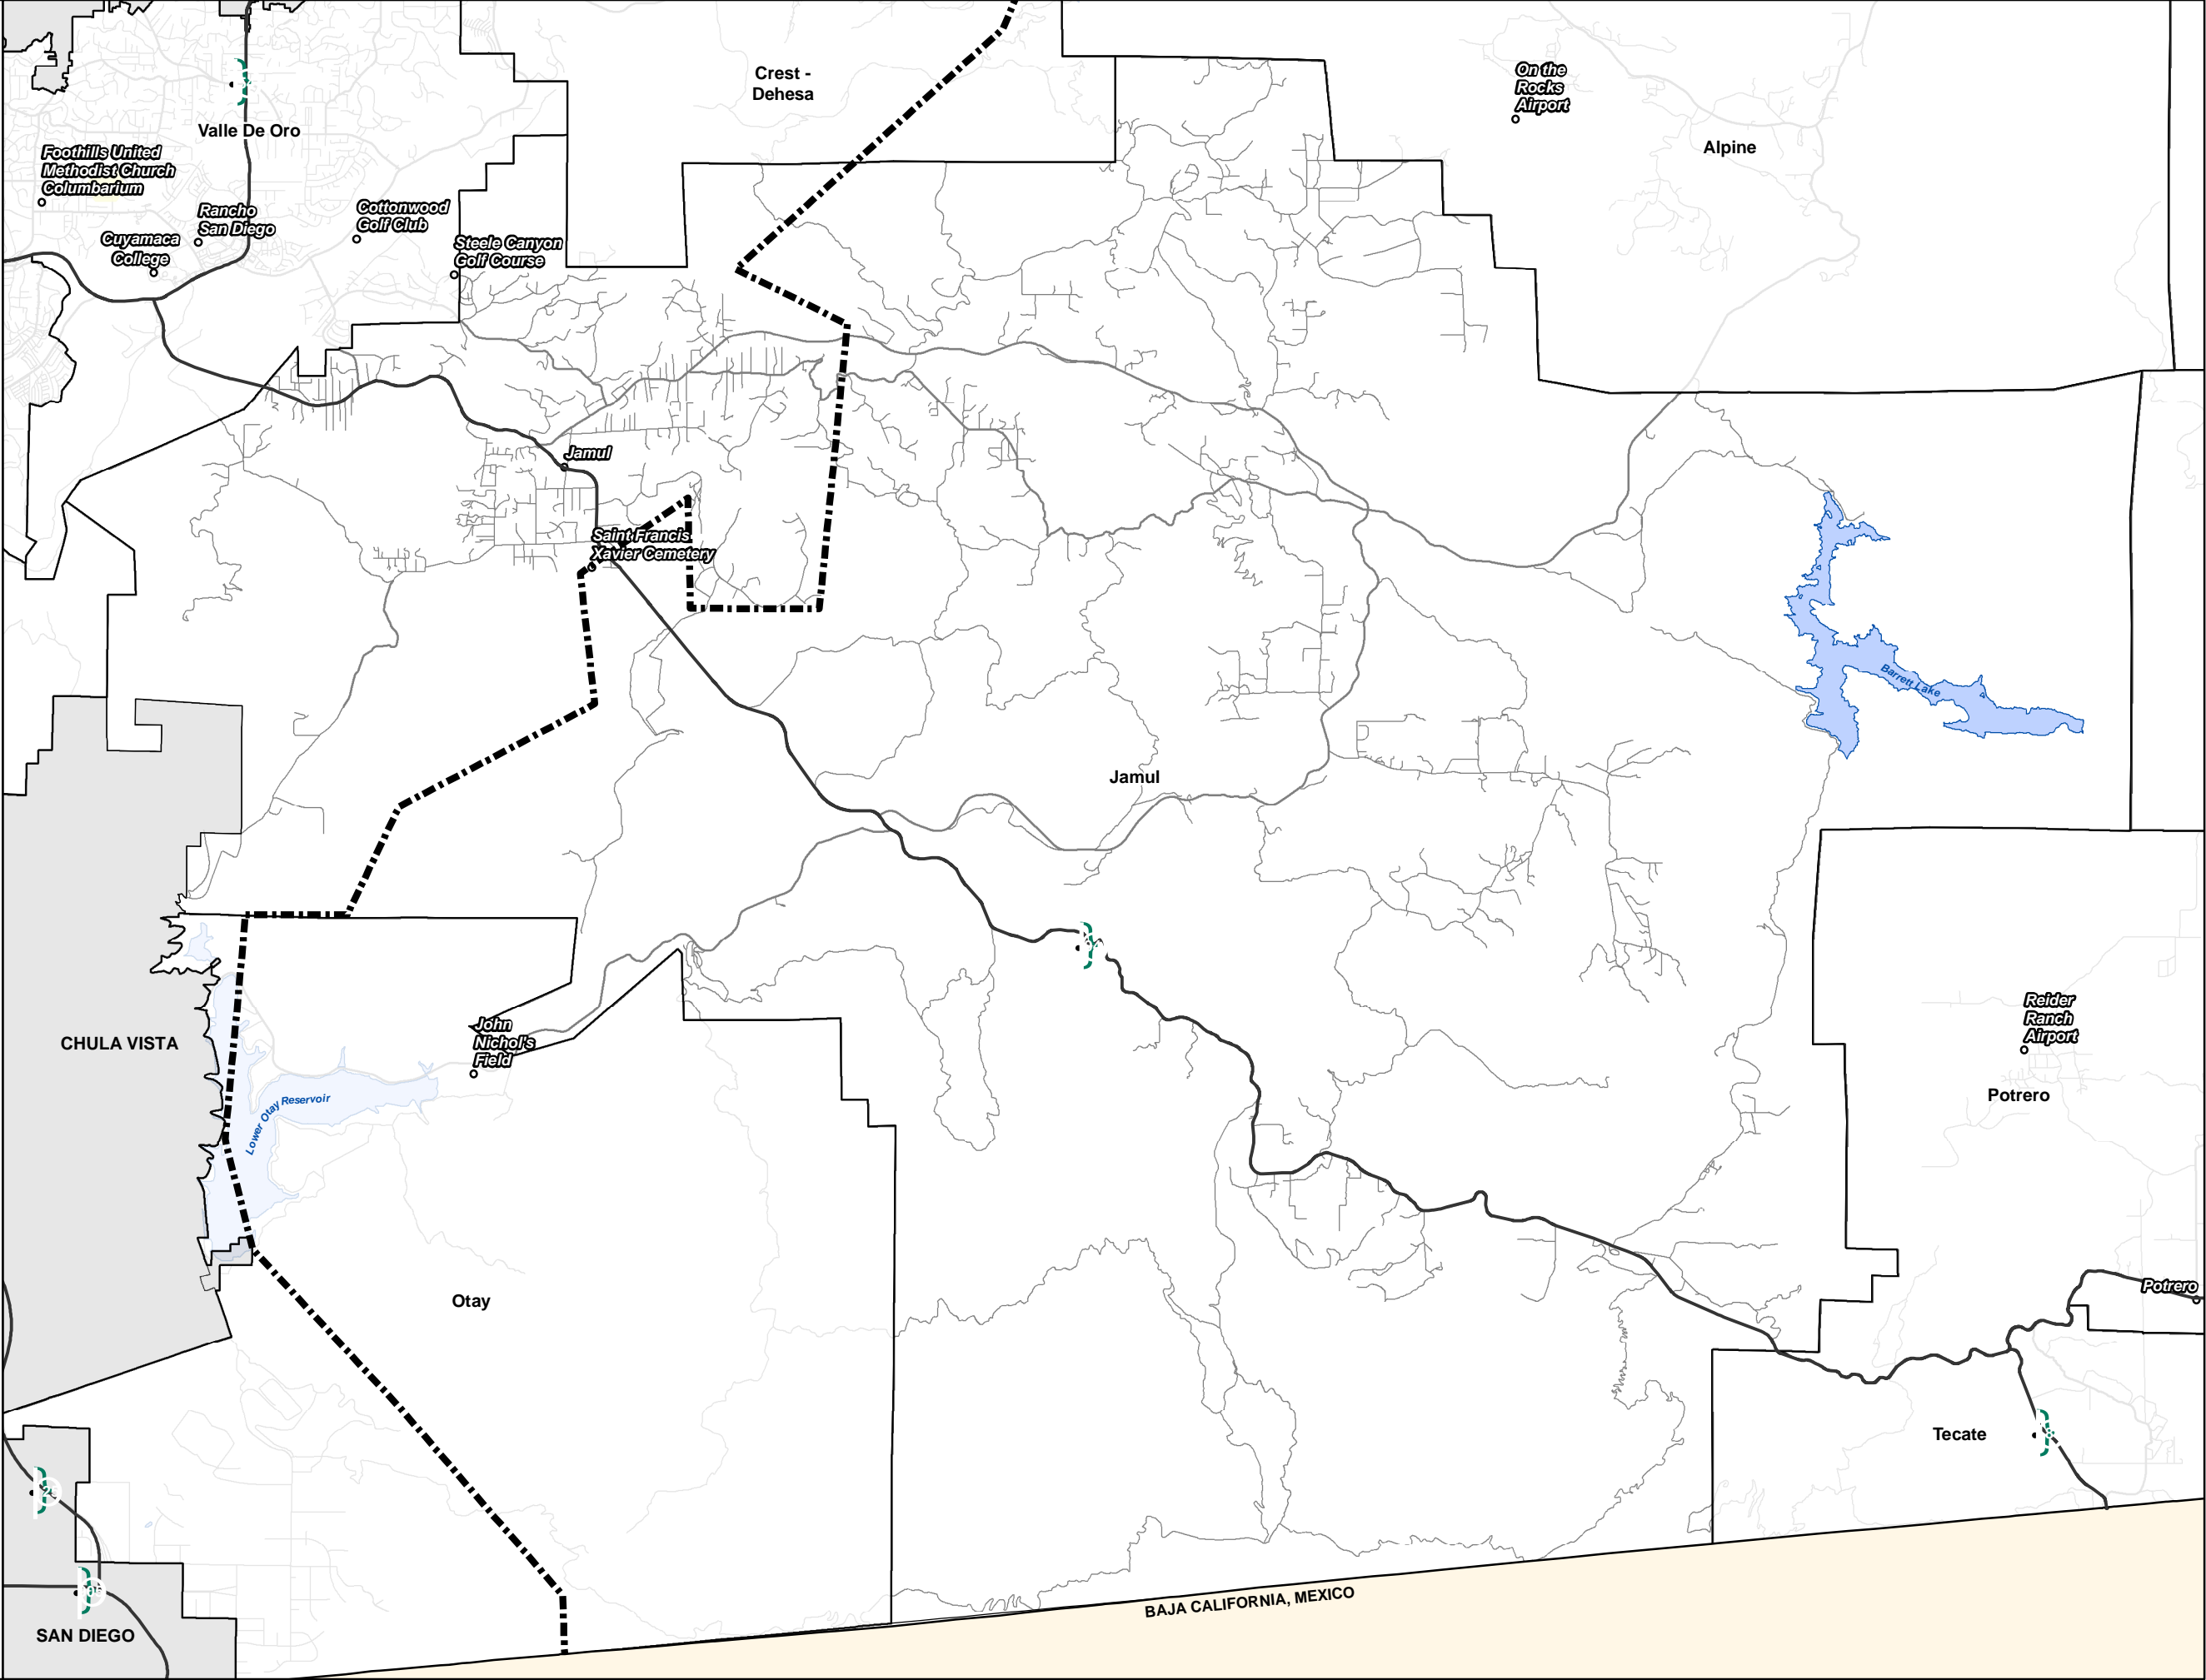 Crest -
Dehesa
On the
Rocks
Airport
Valle De Oro
Alpine
Foothills United
Methodist Church
Columbarium
Rancho
San Diego
Cottonwood
Golf Club
Cuyamaca
College
Steele Canyon
Golf Course
Jamul
Saint Francis
Xavier Cemetery
Barrett Lake
Jamul
CHULA VISTA
John
Nichol's
Field
Reider
Ranch
Airport
Lower Otay Reservoir
Potrero
Otay
Potrero
Tecate
BAJA CALIFORNIA, MEXICO
SAN DIEGO